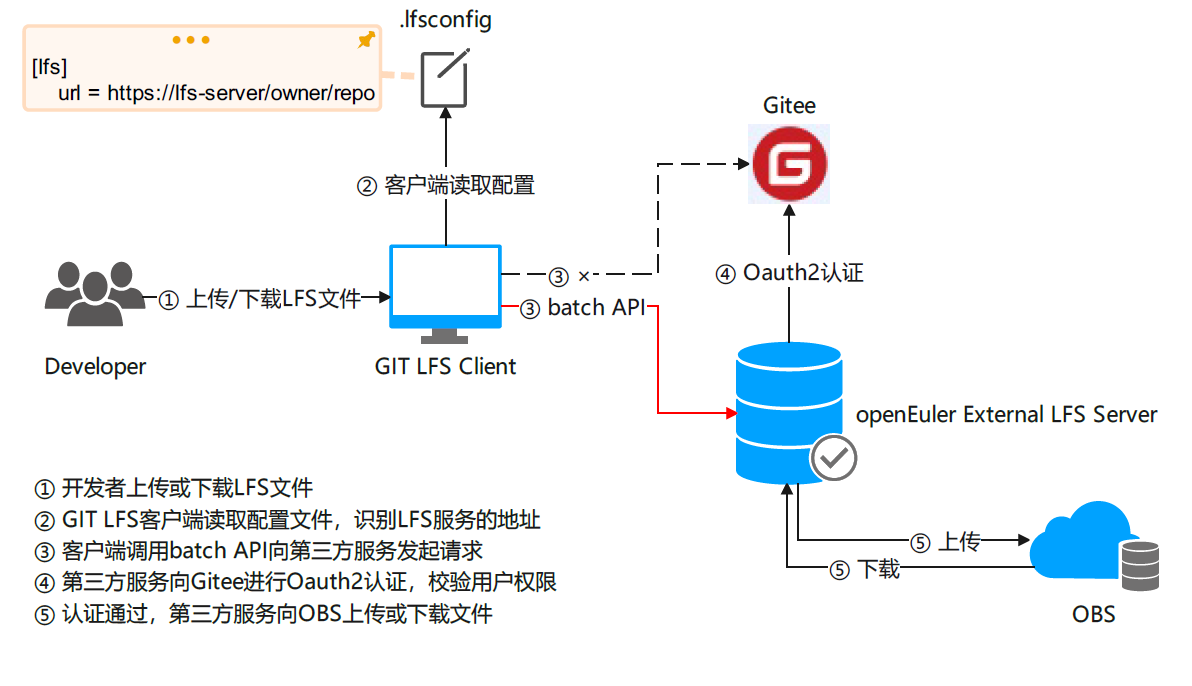 .lfsconfig
[lfs]
url = https://lfs-server/owner/repo
Gitee
② 客户端读取配置
④ Oauth2认证
③ ×
① 上传/下载LFS文件
③ batch API
Developer
GIT LFS Client
openEuler External LFS Server
① 开发者上传或下载LFS文件
② GIT LFS客户端读取配置文件，识别LFS服务的地址
③ 客户端调用batch API向第三方服务发起请求
④ 第三方服务向Gitee进行Oauth2认证，校验用户权限
⑤ 认证通过，第三方服务向OBS上传或下载文件
⑤ 上传
⑤ 下载
OBS